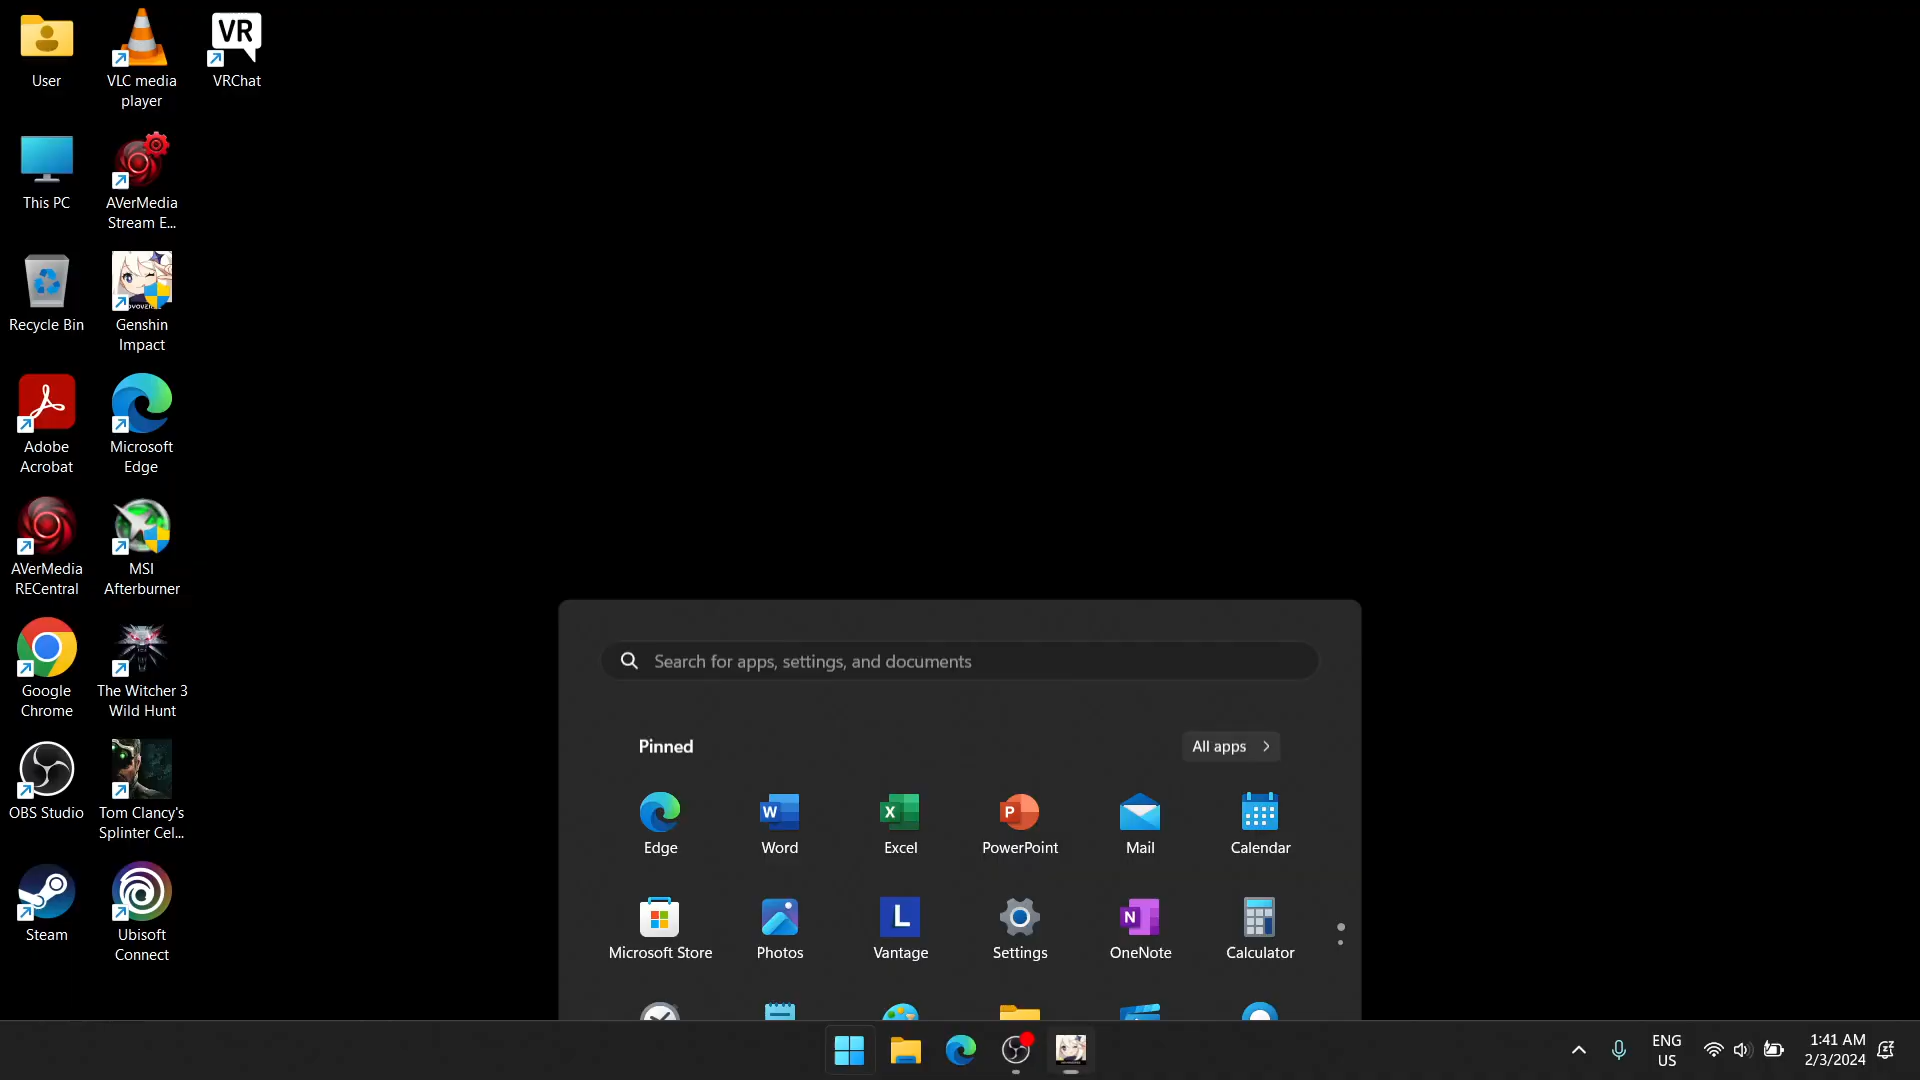 User
VLC media
player
VR
VRChat
This PC
AVerMedia
Stream E...
Recycle Bin
Genshin
Impact
Adobe
Acrobat
Microsoft
Edge
AVerMedia
RECentral
MSI
Afterburner
Google
Chrome
The Witcher 3
Wild Hunt
OBS Studio
Tom Clancy's
Splinter Cel...
Steam
Ubisoft
Connect
Search for apps, settings, and documents
Pinned
All apps
Edge
Word
Excel
PowerPoint
Mail
Calendar
Microsoft Store
Photos
Vantage
Settings
OneNote
Calculator
ENG
US
1:41 AM
2/3/2024